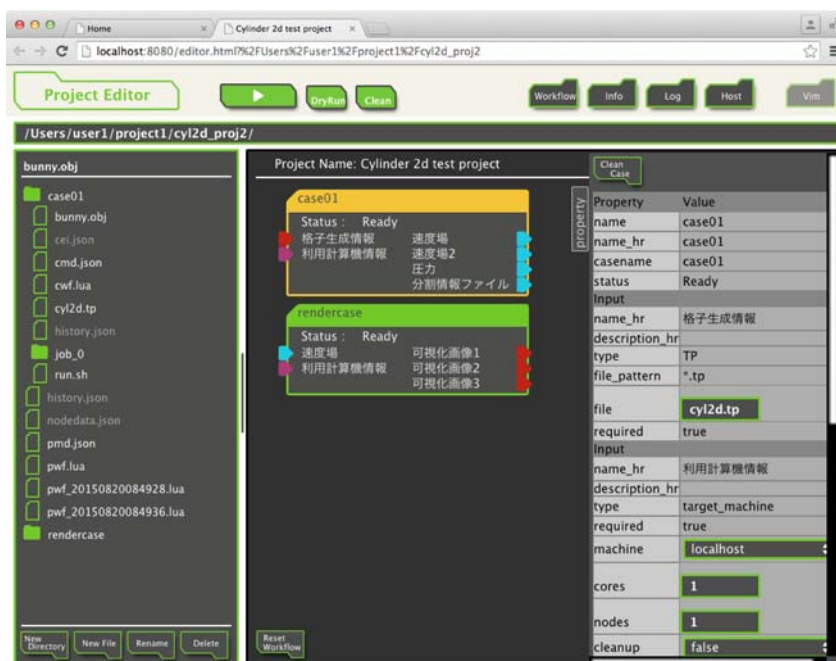 Home
Cylinder 2d test project
localhost:8080/editor.html?%2FUsers%2Fuser1%2Fproject1%2Fcyl2d_proj2
Project Editor
DryRun
Clean
Workflow
Info
Log
Host
Vim
/Users/user1/project1/cyl2d_proj2/
bunny.obj
case01
bunny.obj
cei.json
cmd.json
cwf.lua
cyl2d.tp
history.json
job_0
run.sh
history.json
nodedata.json
pmd.json
pwf.lua
pwf_20150820084928.lua
pwf_20150820084936.lua
rendercase
New Directory
New File
Rename
Delete
Project Name: Cylinder 2d test project
case01
Status : Ready
格子生成情報 速度場
利用計算機情報 速度場2
圧力
分割情報ファイル
rendercase
Status : Ready
速度場 可視化画像1
利用計算機情報 可視化画像2
可視化画像3
Reset
Workflow
property
Clean
Case
Property Value
name case01
name_hr case01
casename case01
status Ready
Input
name_hr 格子生成情報
description_hr
type TP
file_pattern *.tp
file cyl2d.tp
required true
Input
name_hr 利用計算機情報
description_hr
type target_machine
required true
machine localhost
cores 1
nodes 1
cleanup false